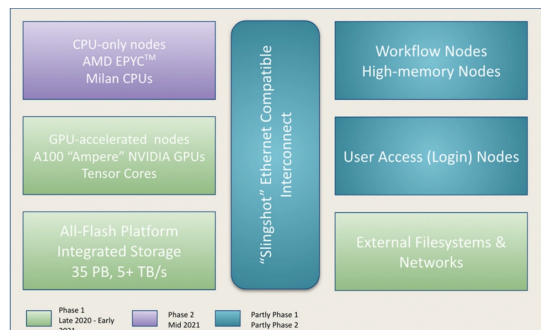 CPU-only nodes
AMD EPYC™
Milan CPUs
GPU-accelerated nodes
A100 “Ampere” NVIDIA GPUs
Tensor Cores
All-Flash Platform
Integrated Storage
35 PB, 5+ TB/s
“Slingshot” Ethernet Compatible
Interconnect
Workflow Nodes
High-memory Nodes
User Access (Login) Nodes
External Filesystems &
Networks
Phase 1
Late 2020 - Early
2021
Phase 2
Mid 2021
Partly Phase 1
Partly Phase 2